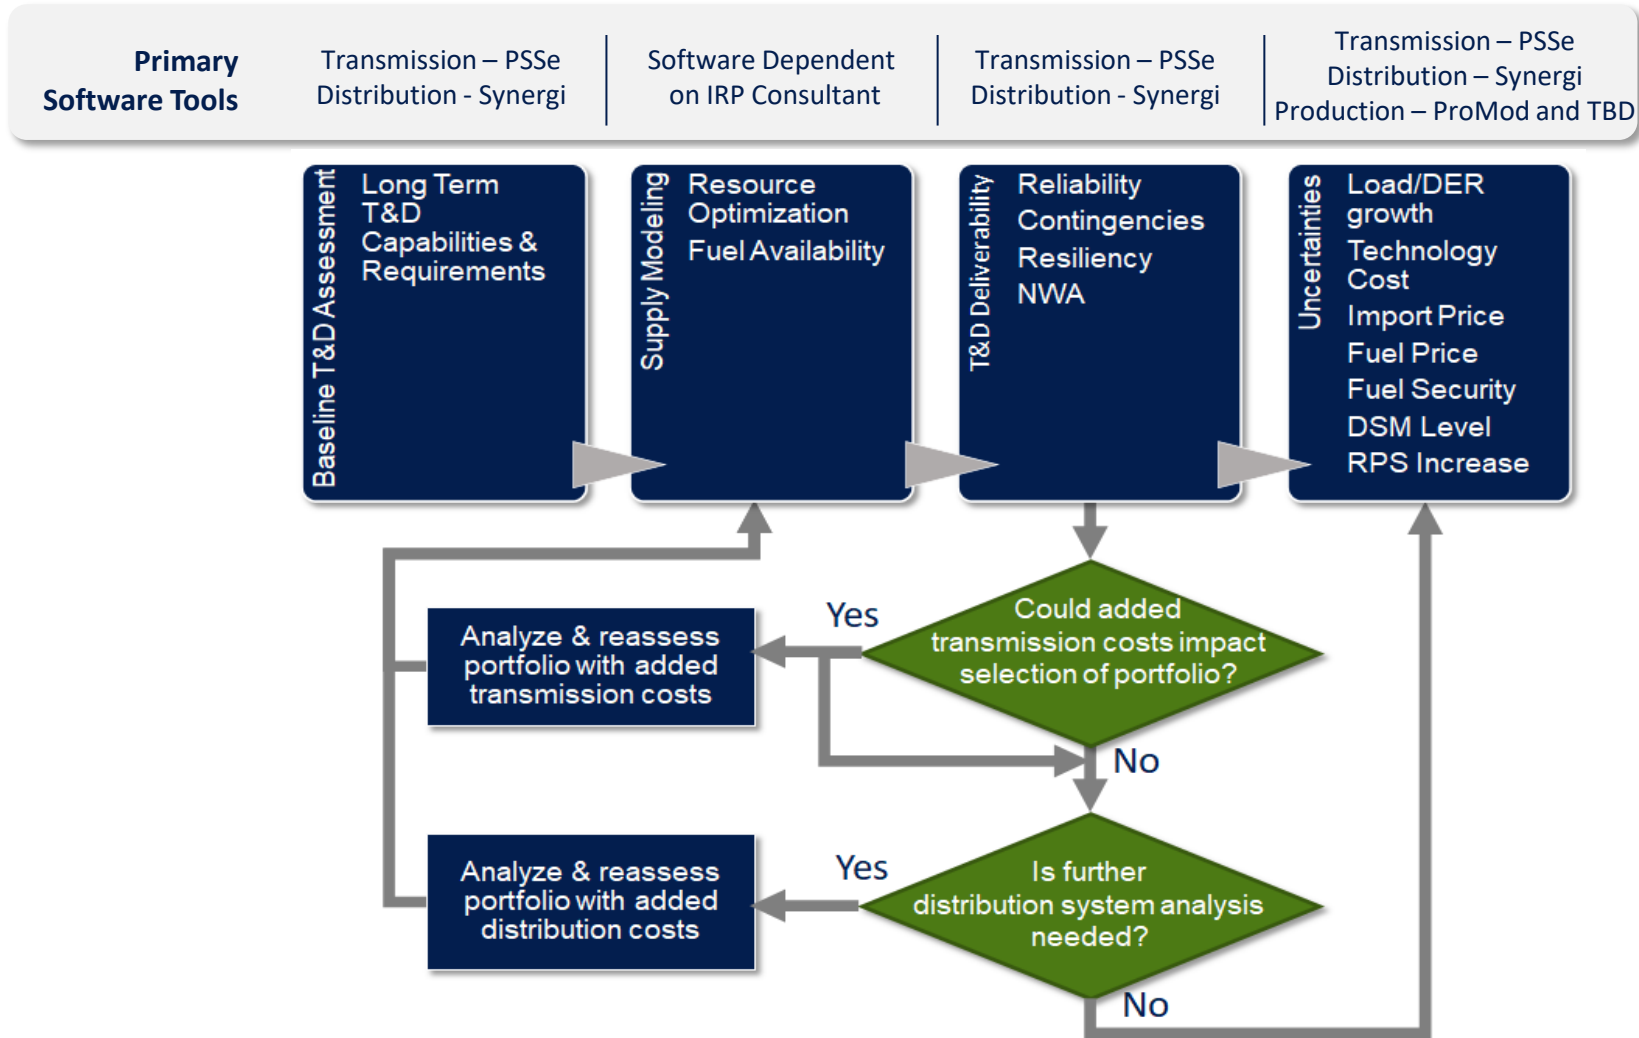 Primary
Software Tools
Transmission – PSSe
Distribution - Synergi
Software Dependent
on IRP Consultant
Transmission – PSSe
Distribution - Synergi
Transmission – PSSe
Distribution – Synergi
Production – ProMod and TBD
Baseline T&D Assessment
Long Term
T&D
Capabilities &
Requirements
Supply Modeling
Resource
Optimization
Fuel Availability
T&D Deliverability
Reliability
Contingencies
Resiliency
NWA
Uncertainties
Load/DER
growth
Technology
Cost
Import Price
Fuel Price
Fuel Security
DSM Level
RPS Increase
Could added
transmission costs impact
selection of portfolio?
Yes
Analyze & reassess
portfolio with added
transmission costs
No
Is further
distribution system analysis
needed?
Yes
Analyze & reassess
portfolio with added
distribution costs
No